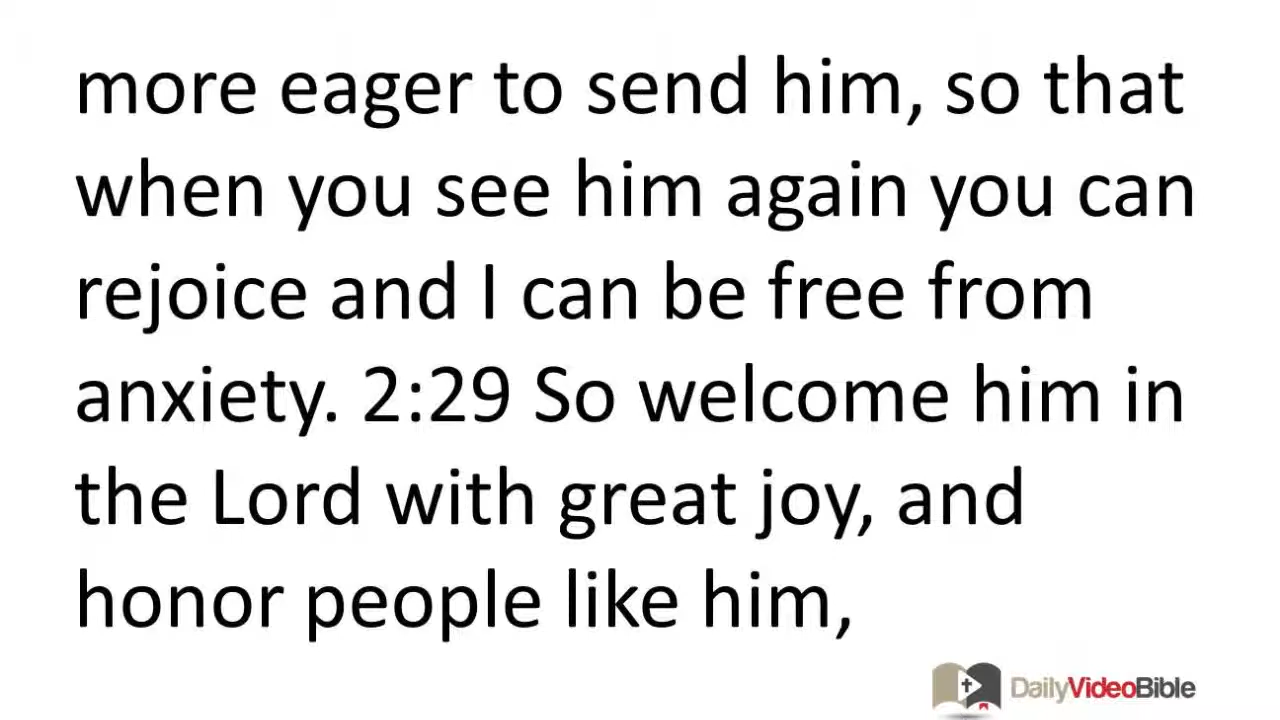 more eager to send him, so that
when you see him again you can
rejoice and I can be free from
anxiety. 2:29 So welcome him in
the Lord with great joy, and
honor people like him,
DailyVideoBible